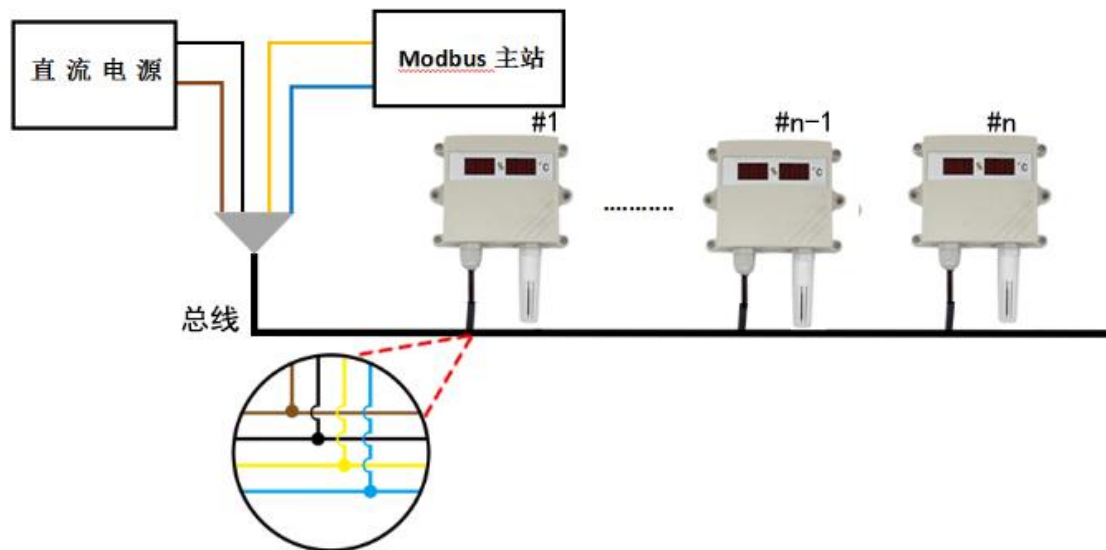 直流电源
Modbus 主站
#1
#n-1
#n
% °C
% °C
% °C
...........
总线